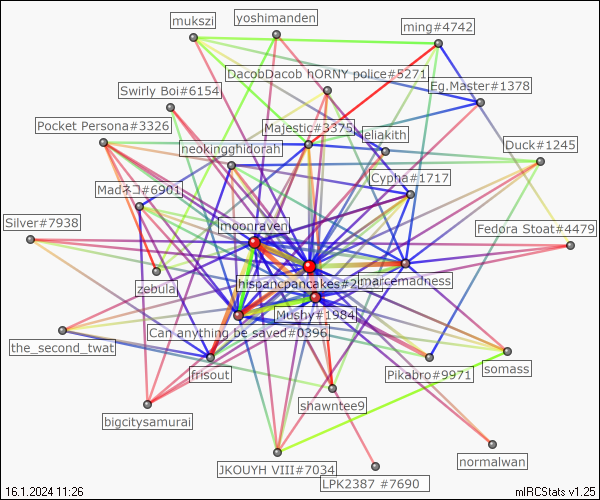 mukszi
yoshimanden
ming#4742
DacobDacob hORNY police#5271
Eg.Master#1378
Swirly Boi#6154
Pocket Persona#3326
Majestic#3375
eliakith
neokingghidorah
Duck#1245
Cypha#1717
Madネコ#6901
Silver#7938
moonraven
Fedora Stoat#4479
zebula
hispancpancakes#2
marcemadness
Mushy#1984
Can anything be saved#0396
the_second_twat
frisout
Pikabro#9971
somass
shawntee9
bigcitysamurai
normalwan
JKOUYH VIII#7034
LPK2387 #7690
16.1.2024 11:26
mIRCStats v1.25